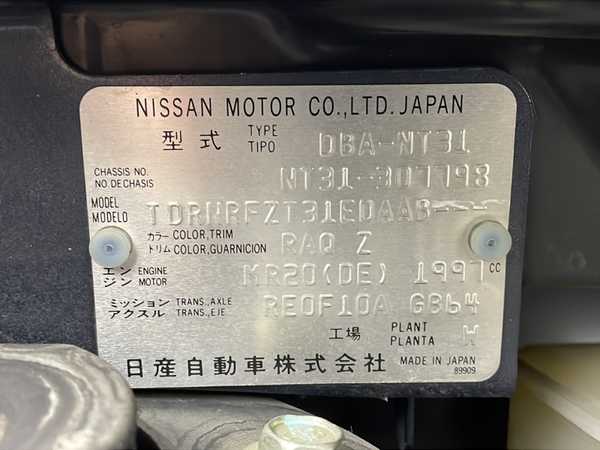 NISSAN MOTOR CO.,LTD. JAPAN
型式 TYPE TIPO DBA-NT31
CHASSIS NO. NO. DE CHASIS NT31-307798
MODEL MODELO TDRNRFZT31EDAAB----
カラー COLOR,TRIM トリム COLOR,GUARNICION RAQ Z
エンジン ENGINE MOTOR MR20(DE) 1997 CC
ミッション TRANS.,AXLE アクスル TRANS.,EJE RE0F10A G864
工場 PLANT PLANTA W
日産自動車株式会社 MADE IN JAPAN
89909